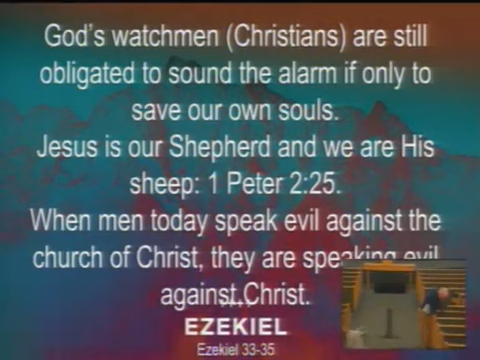 God's watchmen (Christians) are still
obligated to sound the alarm if only to
save our own souls.
Jesus is our Shepherd and we are His
sheep: 1 Peter 2:25.
When men today speak evil against the
church of Christ, they are speaking evil
against Christ.
EZEKIEL
Ezekiel 33-35